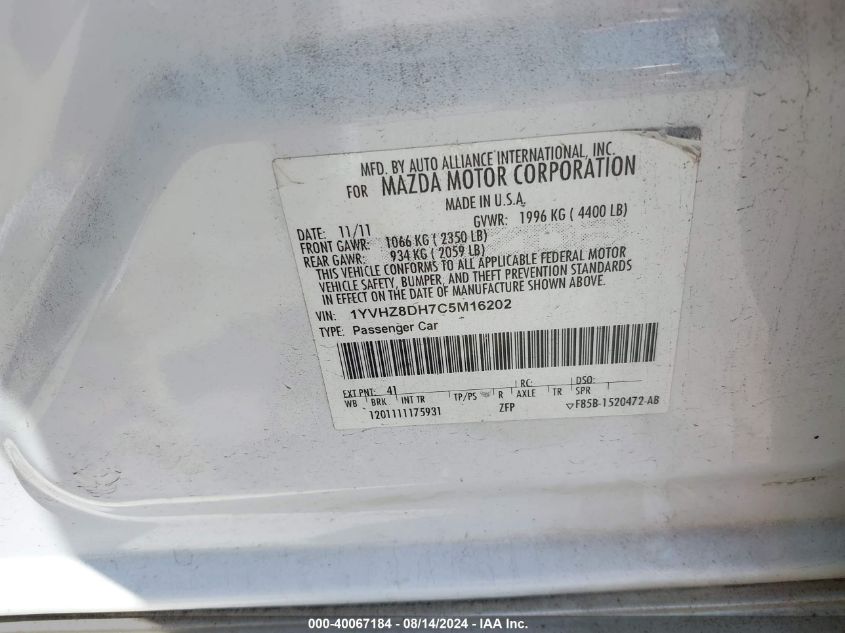 MFD. BY AUTO ALLIANCE INTERNATIONAL, INC.
FOR MAZDA MOTOR CORPORATION
MADE IN U.S.A.
DATE: 11/11 GVWR: 1996 KG ( 4400 LB)
FRONT GAWR: 1066 KG ( 2350 LB)
REAR GAWR: 934 KG ( 2059 LB)
THIS VEHICLE CONFORMS TO ALL APPLICABLE FEDERAL MOTOR
VEHICLE SAFETY, BUMPER, AND THEFT PREVENTION STANDARDS
IN EFFECT ON THE DATE OF MANUFACTURE SHOWN ABOVE.
VIN: 1YVHZ8DH7C5M16202
TYPE: Passenger Car
EXT PNT: 41 RC: DSO:
WB BRK INT TR TP/PS R AXLE TR SPR
1201111175931 ZFP F85B-1520472-AB
000-40067184 - 08/14/2024 - IAA Inc.